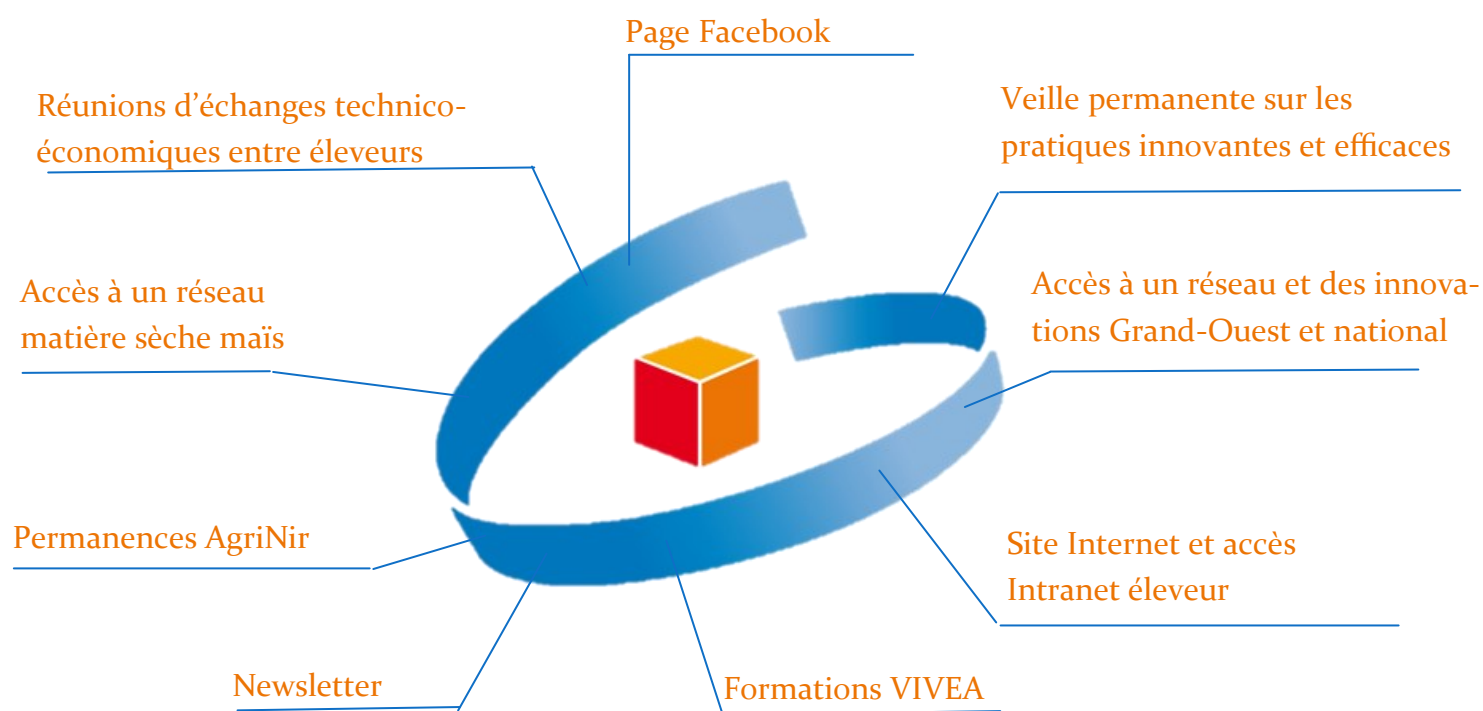 Page Facebook
Réunions d'échanges technico-
économiques entre éleveurs
Veille permanente sur les
pratiques innovantes et efficaces
Accès à un réseau
matière sèche maïs
Accès à un réseau et des innova-
tions Grand-Ouest et national
Permanences AgriNir
Site Internet et accès
Intranet éleveur
Newsletter
Formations VIVEA